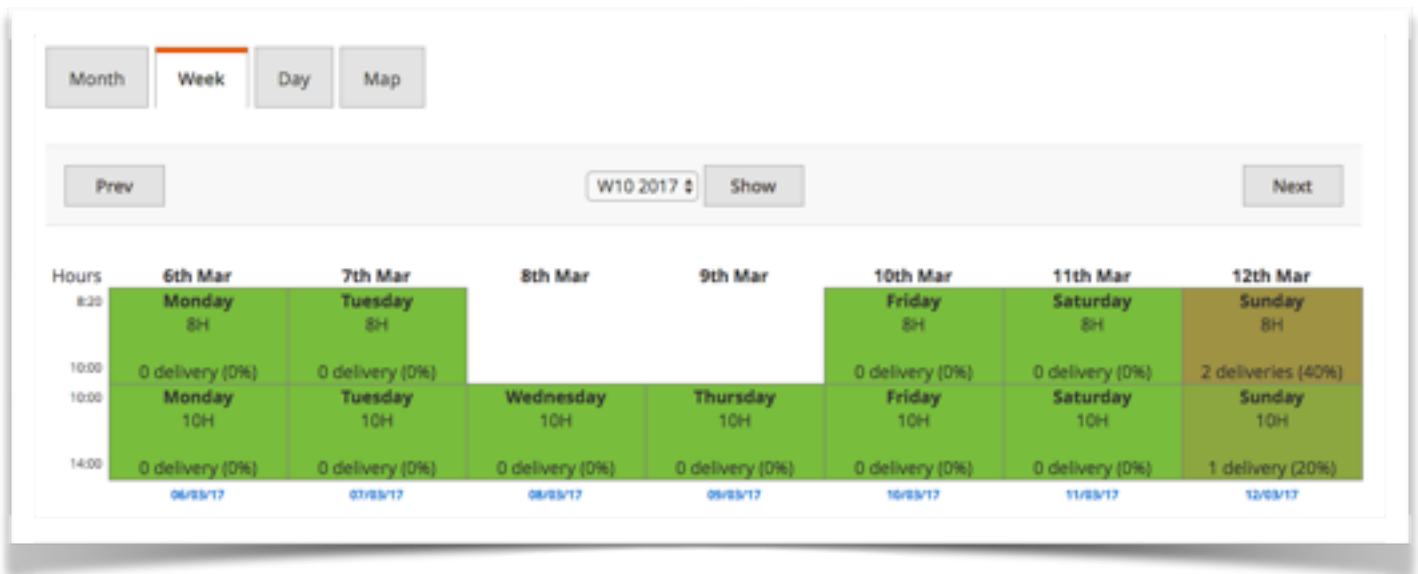 Month Week Day Map
Prev W10 2017 Show Next
Hours 6th Mar 7th Mar 8th Mar 9th Mar 10th Mar 11th Mar 12th Mar
8:20 Monday Tuesday Friday Saturday Sunday
8H 8H 8H 8H 8H
10:00 0 delivery (0%) 0 delivery (0%) 0 delivery (0%) 0 delivery (0%) 2 deliveries (40%)
10:00 Monday Tuesday Wednesday Thursday Friday Saturday Sunday
10H 10H 10H 10H 10H 10H 10H
14:00 0 delivery (0%) 0 delivery (0%) 0 delivery (0%) 0 delivery (0%) 0 delivery (0%) 0 delivery (0%) 1 delivery (20%)
06/03/17 07/03/17 08/03/17 09/03/17 10/03/17 11/03/17 12/03/17